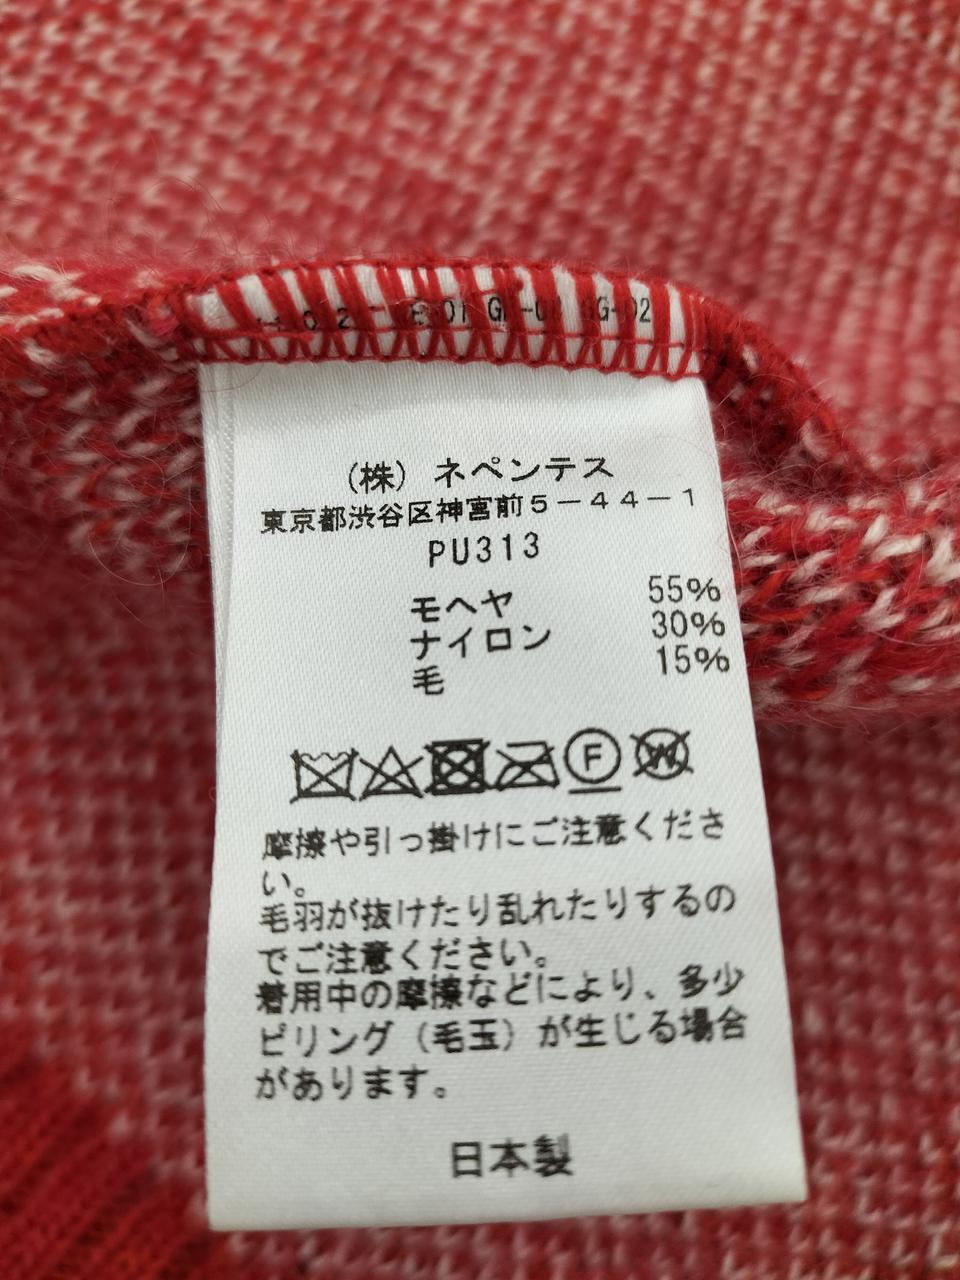 (株) ネペンテス
東京都渋谷区神宮前5-44-1
PU313
モヘヤ 55%
ナイロン 30%
毛 15%
F W
摩擦や引っ掛けにご注意くださ
い。
毛羽が抜けたり乱れたりするの
でご注意ください。
着用中の摩擦などにより、多少
ピリング(毛玉)が生じる場合
があります。
日本製